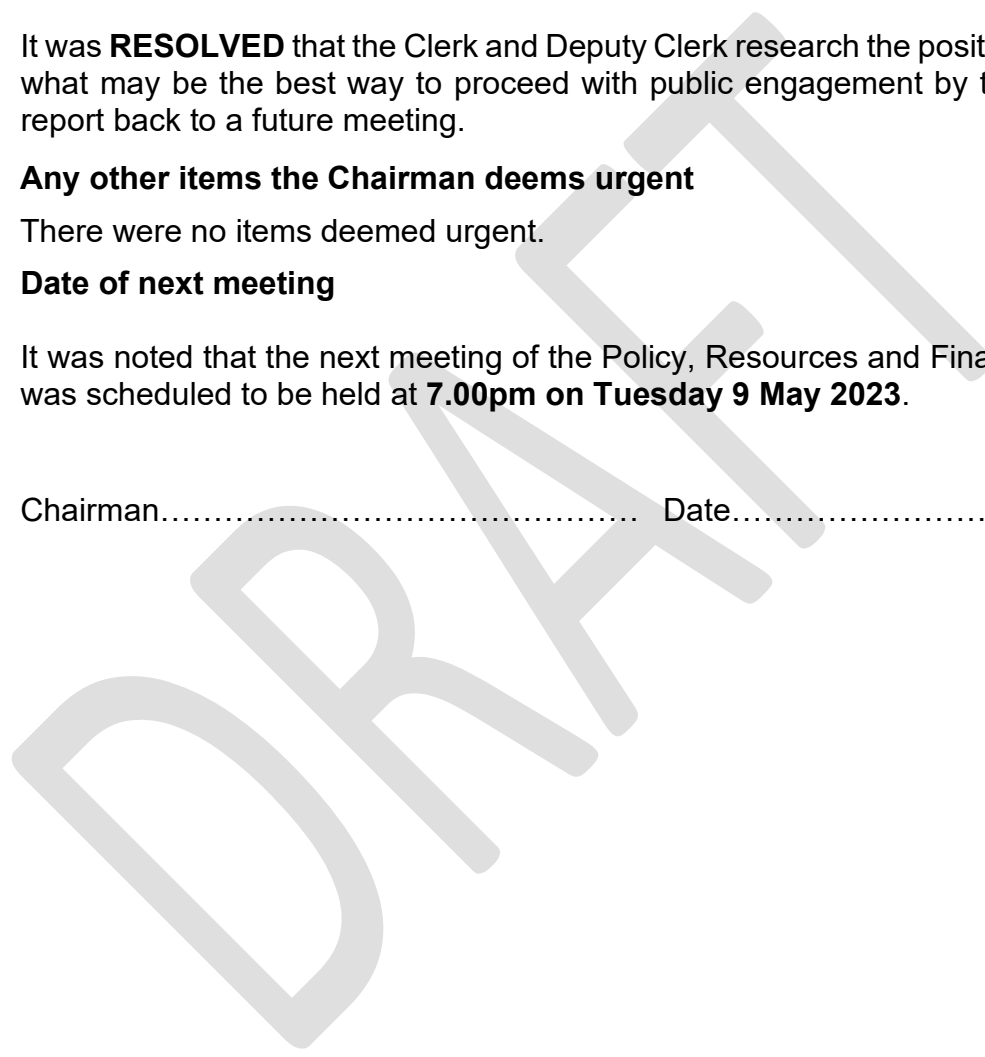 It was RESOLVED that the Clerk and Deputy Clerk research the posit
what may be the best way to proceed with public engagement by t
report back to a future meeting.
Any other items the Chairman deems urgent
There were no items deemed urgent.
Date of next meeting
It was noted that the next meeting of the Policy, Resources and Fina
was scheduled to be held at 7.00pm on Tuesday 9 May 2023.
Chairman……………………………………… Date……………………
DRAFT